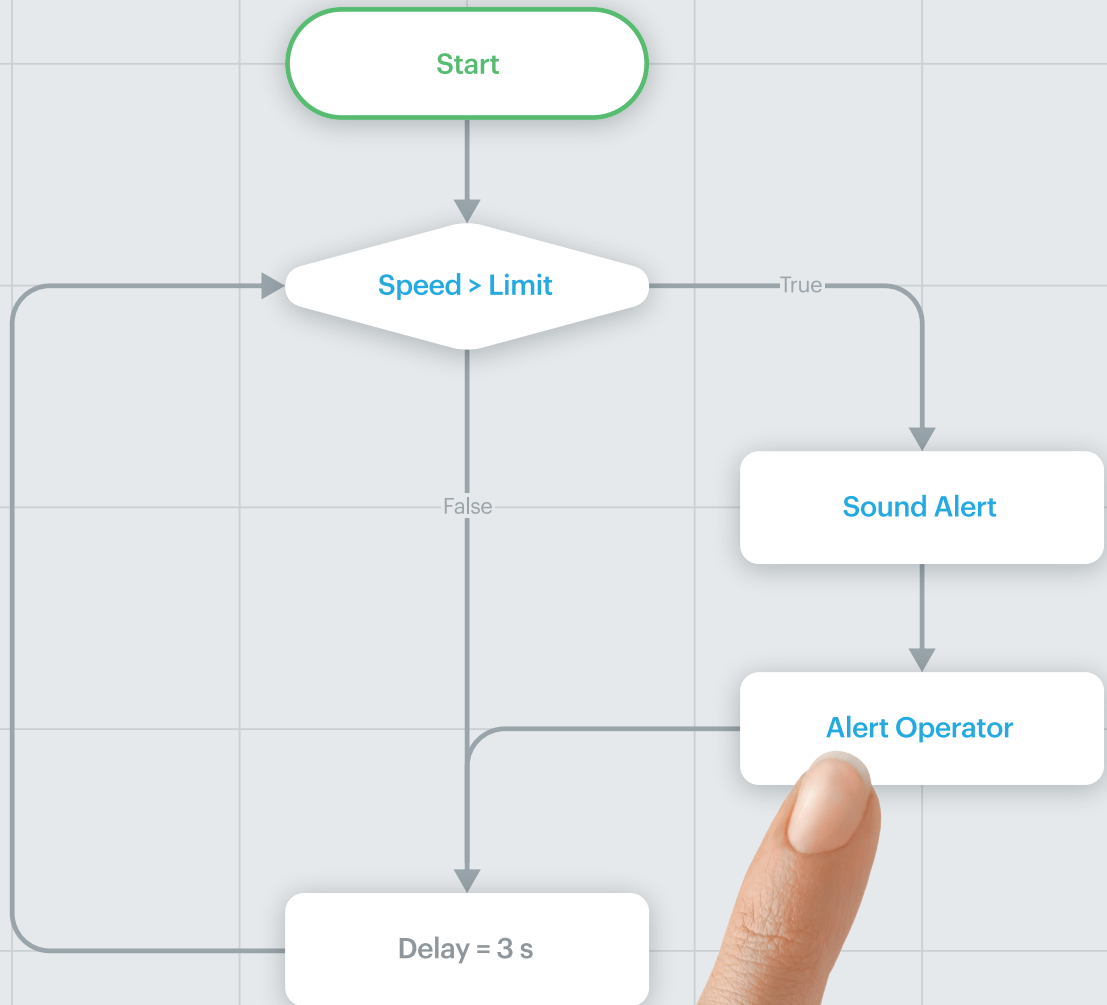 Start
Speed > Limit
True
False
Sound Alert
Alert Operator
Delay = 3 s